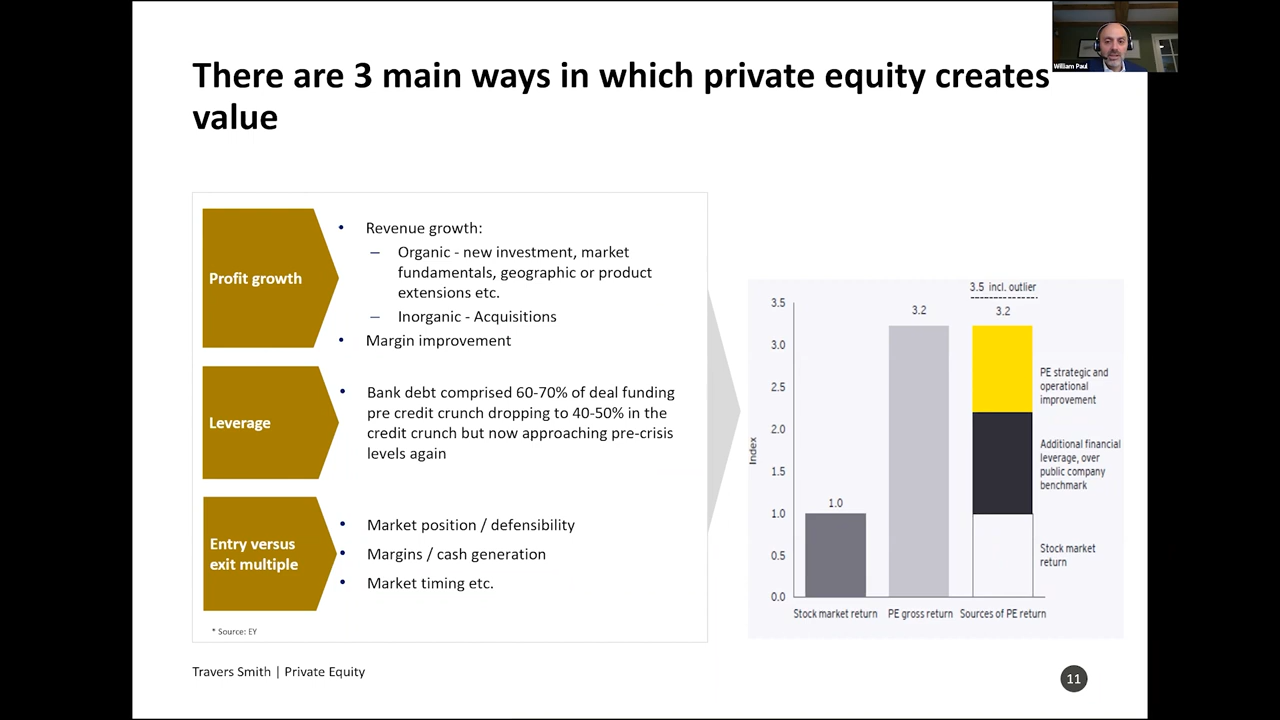 There are 3 main ways in which private equity creates
value
William Paul
Profit growth
• Revenue growth:
– Organic - new investment, market
fundamentals, geographic or product
extensions etc.
– Inorganic - Acquisitions
• Margin improvement
Leverage
• Bank debt comprised 60-70% of deal funding
pre credit crunch dropping to 40-50% in the
credit crunch but now approaching pre-crisis
levels again
Entry versus
exit multiple
• Market position / defensibility
• Margins / cash generation
• Market timing etc.
* Source: EY
Index
3.5
3.0
2.5
2.0
1.5
1.0
0.5
0.0
1.0
3.2
3.5 incl. outlier
3.2
PE strategic and
operational
improvement
Additional financial
leverage, over
public company
benchmark
Stock market
return
Stock market return
PE gross return
Sources of PE return
Travers Smith | Private Equity
11